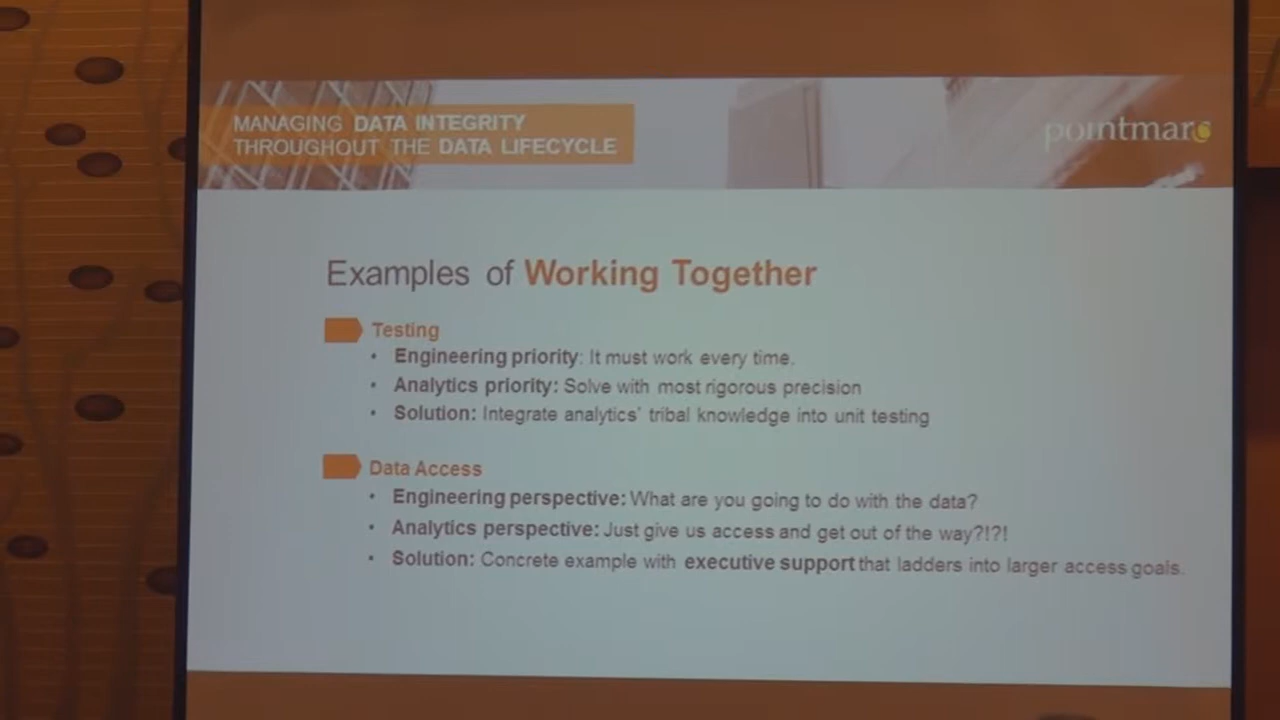 MANAGING DATA INTEGRITY
THROUGHOUT THE DATA LIFECYCLE
pointmarc
Examples of Working Together
Testing
• Engineering priority: It must work every time.
• Analytics priority: Solve with most rigorous precision
• Solution: Integrate analytics' tribal knowledge into unit testing
Data Access
• Engineering perspective: What are you going to do with the data?
• Analytics perspective: Just give us access and get out of the way?!?!
• Solution: Concrete example with executive support that ladders into larger access goals.